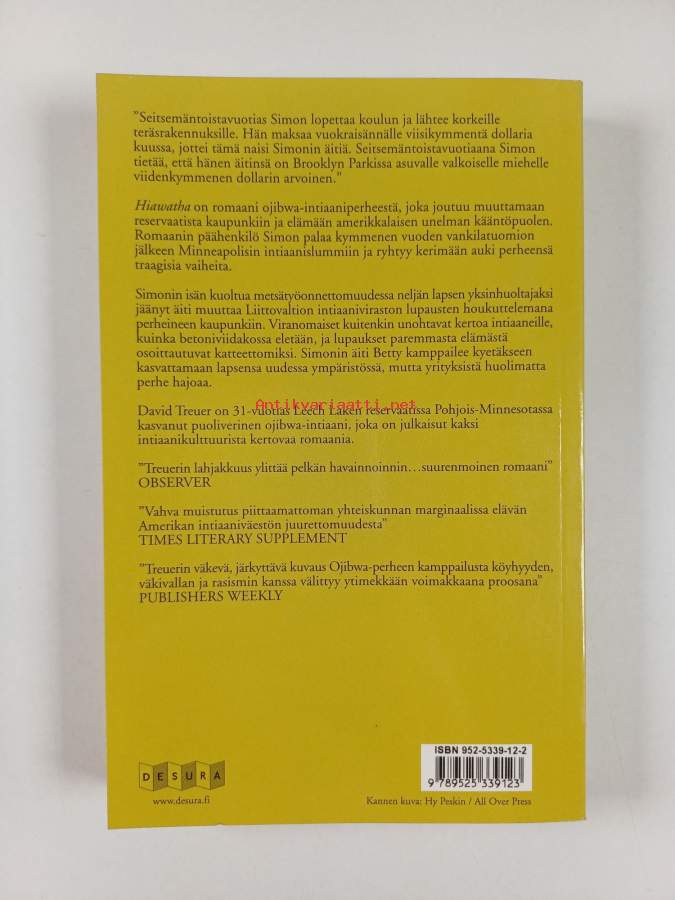 ”Seitsemäntoistavuotias Simon lopettaa koulun ja lähtee korkeille
teräsrakennuksille. Hän maksaa vuokraisännälle viisikymmentä dollaria
kuussa, jottei tämä naisi Simonin äitiä. Seitsemäntoistavuotiaana Simon
tietää, että hänen äitinsä on Brooklyn Parkissa asuvalle valkoiselle miehelle
viidenkymmenen dollarin arvoinen.”
Hiawatha on romaani ojibwa-intiaaniperheestä, joka joutuu muuttamaan
reservaatista kaupunkiin ja elämään amerikkalaisen unelman kääntöpuolen.
Romaanin päähenkilö Simon palaa kymmenen vuoden vankilatuomion
jälkeen Minneapolisin intiaanislummiin ja ryhtyy kerimään auki perheensä
traagisia vaiheita.
Simonin isän kuoltua metsätyöonnettomuudessa neljän lapsen yksinhuoltajaksi
jäänyt äiti muuttaa Liittovaltion intiaaniviraston lupausten houkuttelemana
perheineen kaupunkiin. Viranomaiset kuitenkin unohtavat kertoa intiaaneille,
kuinka betoniviidakossa eletään, ja lupaukset paremmasta elämästä
osoittautuvat katteettomiksi. Simonin äiti Betty kamppailee kyetäkseen
kasvattamaan lapsensa uudessa ympäristössä, mutta yrityksistä huolimatta
perhe hajoaa.
Antikvariaatti.net
David Treuer on 31-vuotias Leech Laken reservaatissa Pohjois-Minnesotassa
kasvanut puoliverinen ojibwa-intiaani, joka on julkaisut kaksi
intiaanikulttuurista kertovaa romaania.
”Treuerin lahjakkuus ylittää pelkän havainnoinnin…suurenmoinen romaani”
OBSERVER
”Vahva muistutus piittaamattoman yhteiskunnan marginaalissa elävän
Amerikan intiaaniväestön juurettomuudesta”
TIMES LITERARY SUPPLEMENT
”Treuerin väkevä, järkyttävä kuvaus Ojibwa-perheen kamppailusta köyhyyden,
väkivallan ja rasismin kanssa välittyy ytimekkään voimakkaana proosana”
PUBLISHERS WEEKLY
ISBN 952-5339-12-2
9 789525 339123
DESURA
www.desura.fi
Kannen kuva: Hy Peskin / All Over Press